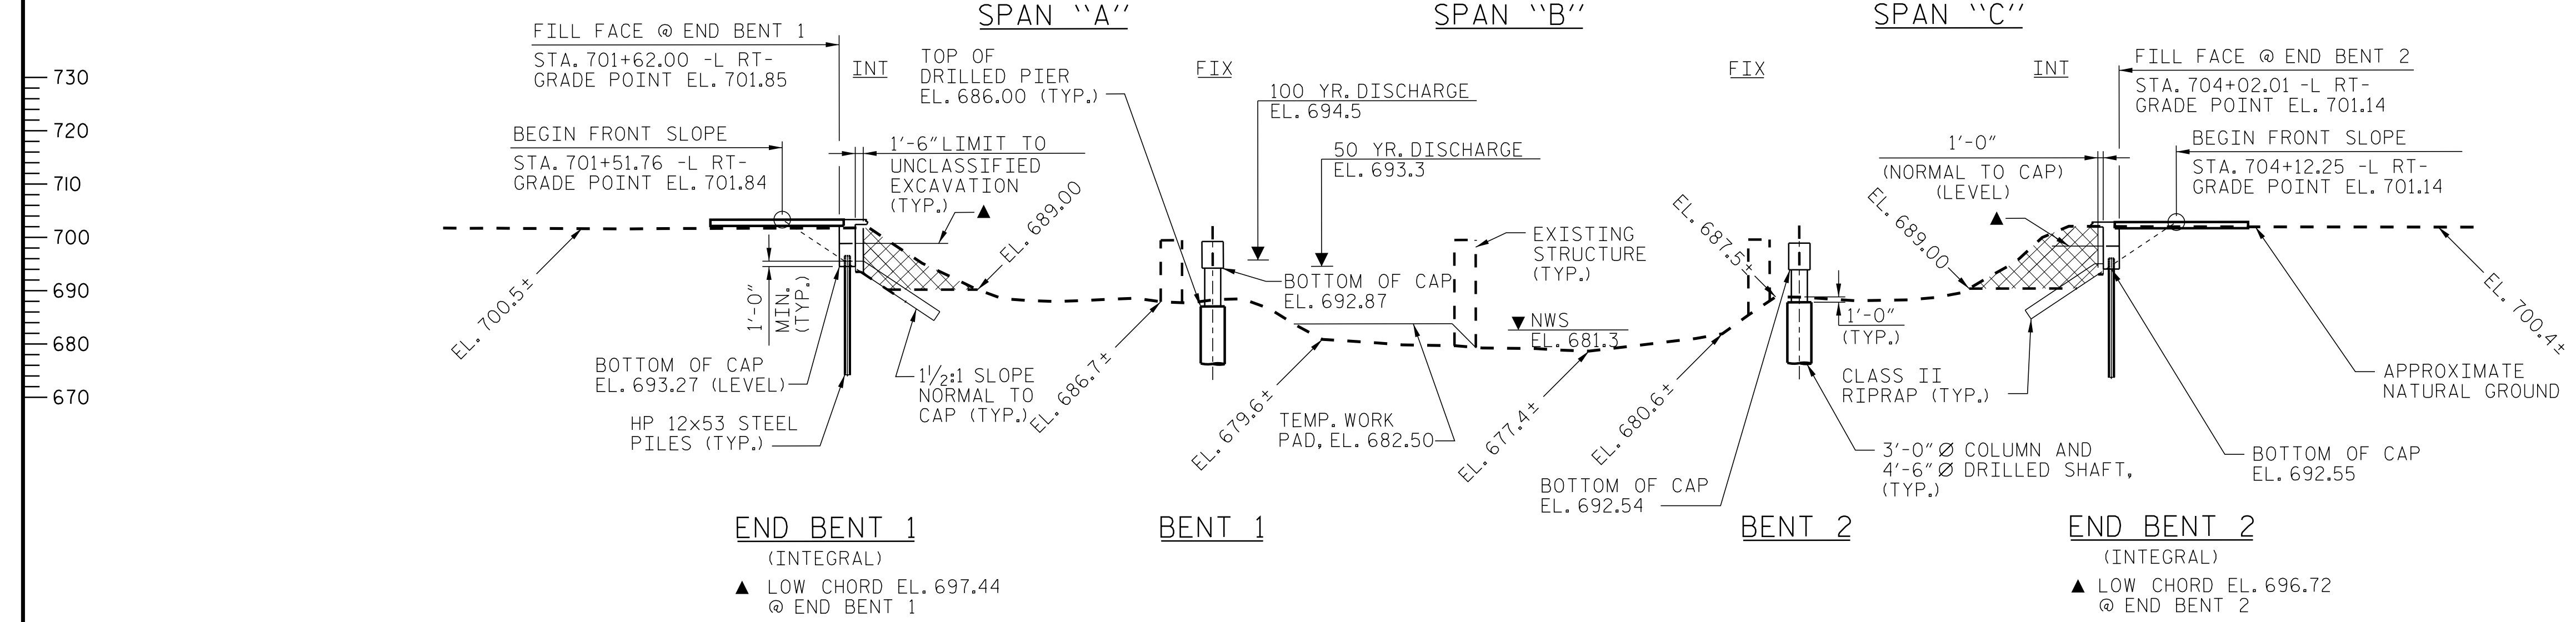 SPAN "A"
SPAN "B"
SPAN "C"
730
720
710
700
690
680
670
FILL FACE @ END BENT 1
STA. 701+62.00 -L RT-
GRADE POINT EL. 701.85
BEGIN FRONT SLOPE
STA. 701+51.76 -L RT-
GRADE POINT EL. 701.84
INT
1'-6" LIMIT TO
UNCLASSIFIED
EXCAVATION
(TYP.)
TOP OF
DRILLED PIER
EL. 686.00 (TYP.)
FIX
100 YR. DISCHARGE
EL. 694.5
50 YR. DISCHARGE
EL. 693.3
FIX
INT
FILL FACE @ END BENT 2
STA. 704+02.01 -L RT-
GRADE POINT EL. 701.14
BEGIN FRONT SLOPE
STA. 704+12.25 -L RT-
GRADE POINT EL. 701.14
1'-0"
(NORMAL TO CAP)
(LEVEL)
EL. 689.00
EL. 689.00
EL. 687.5±
EXISTING
STRUCTURE
(TYP.)
BOTTOM OF CAP
EL. 692.87
NWS
EL. 681.3
1'-0"
(TYP.)
1'-0"
MIN.
(TYP.)
EL. 700.5±
BOTTOM OF CAP
EL. 693.27 (LEVEL)
HP 12×53 STEEL
PILES (TYP.)
1½:1 SLOPE
NORMAL TO
CAP (TYP.)
EL. 686.7±
EL. 679.6±
TEMP. WORK
PAD, EL. 682.50
EL. 677.4±
EL. 680.6±
BOTTOM OF CAP
EL. 692.54
CLASS II
RIPRAP (TYP.)
3'-0" Ø COLUMN AND
4'-6" Ø DRILLED SHAFT,
(TYP.)
BOTTOM OF CAP
EL. 692.55
APPROXIMATE
NATURAL GROUND
EL. 700.4±
END BENT 1
(INTEGRAL)
▲ LOW CHORD EL. 697.44
@ END BENT 1
BENT 1
BENT 2
END BENT 2
(INTEGRAL)
▲ LOW CHORD EL. 696.72
@ END BENT 2